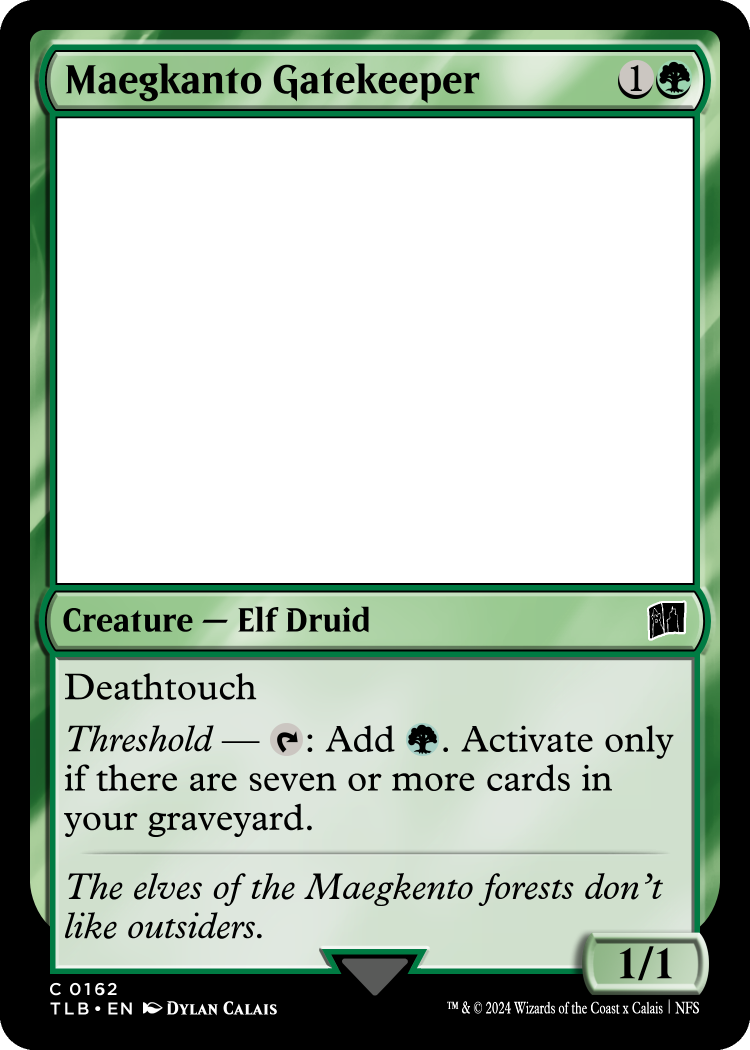 Maegkanto Gatekeeper 1
Creature — Elf Druid
Deathtouch
Threshold — : Add . Activate only
if there are seven or more cards in
your graveyard.
The elves of the Maegkento forests don't
like outsiders.
1/1
C 0162
TLB • EN DYLAN CALAIS
™ & © 2024 Wizards of the Coast x Calais | NFS